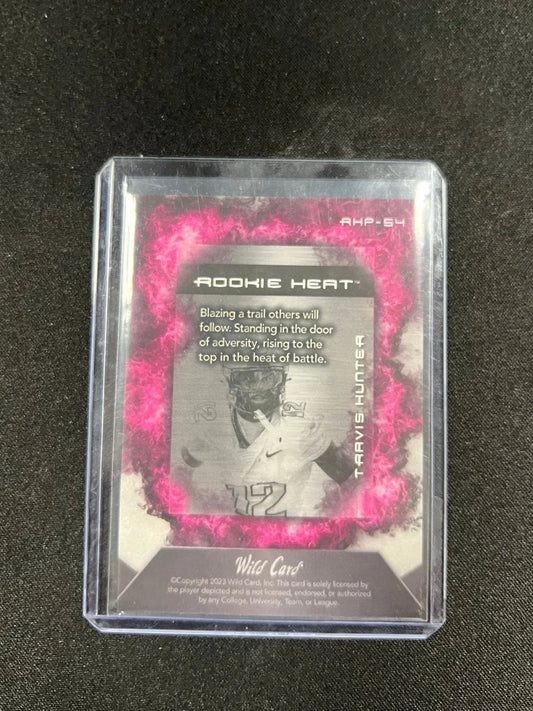 RHP-54
ROOKIE HEAT™
Blazing a trail others will
follow. Standing in the door
of adversity, rising to the
top in the heat of battle.
TRAVIS HUNTER
12
12
Wild Card
©Copyright 2023 Wild Card, Inc. This card is solely licensed by
the player depicted and is not licensed, endorsed, or authorized
by any College, University, Team, or League.